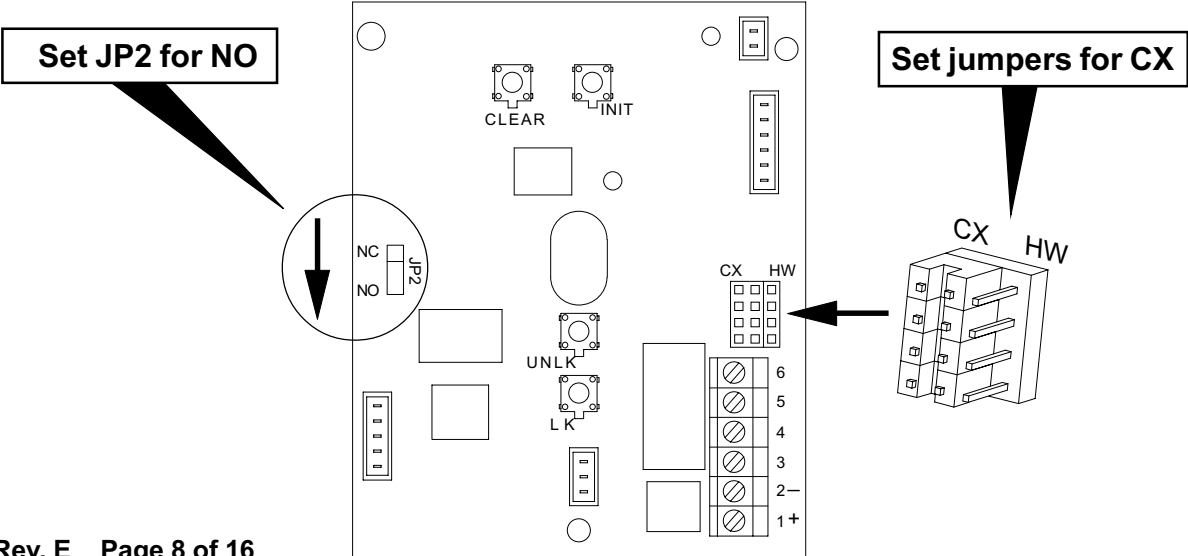 Set JP2 for NO
Set jumpers for CX
CLEAR
INIT
NC
NO
JP2
CX HW
CX HW
UNLK
LK
6
5
4
3
2–
1+
Rev. E Page 8 of 16